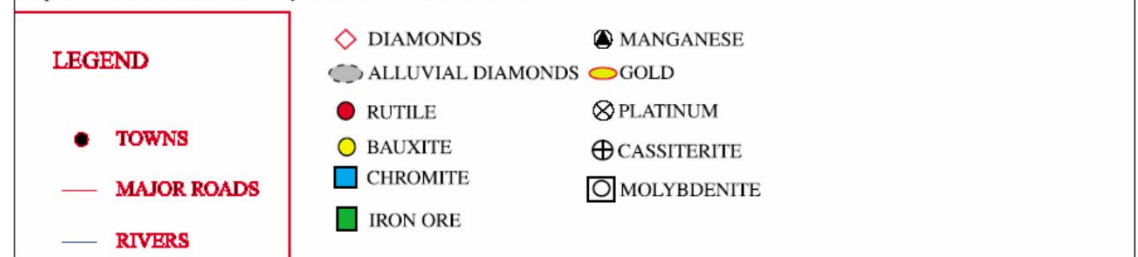 LEGEND
TOWNS
MAJOR ROADS
RIVERS
DIAMONDS
ALLUVIAL DIAMONDS
RUTILE
BAUXITE
CHROMITE
IRON ORE
MANGANESE
GOLD
PLATINUM
CASSITERITE
MOLYBDENITE